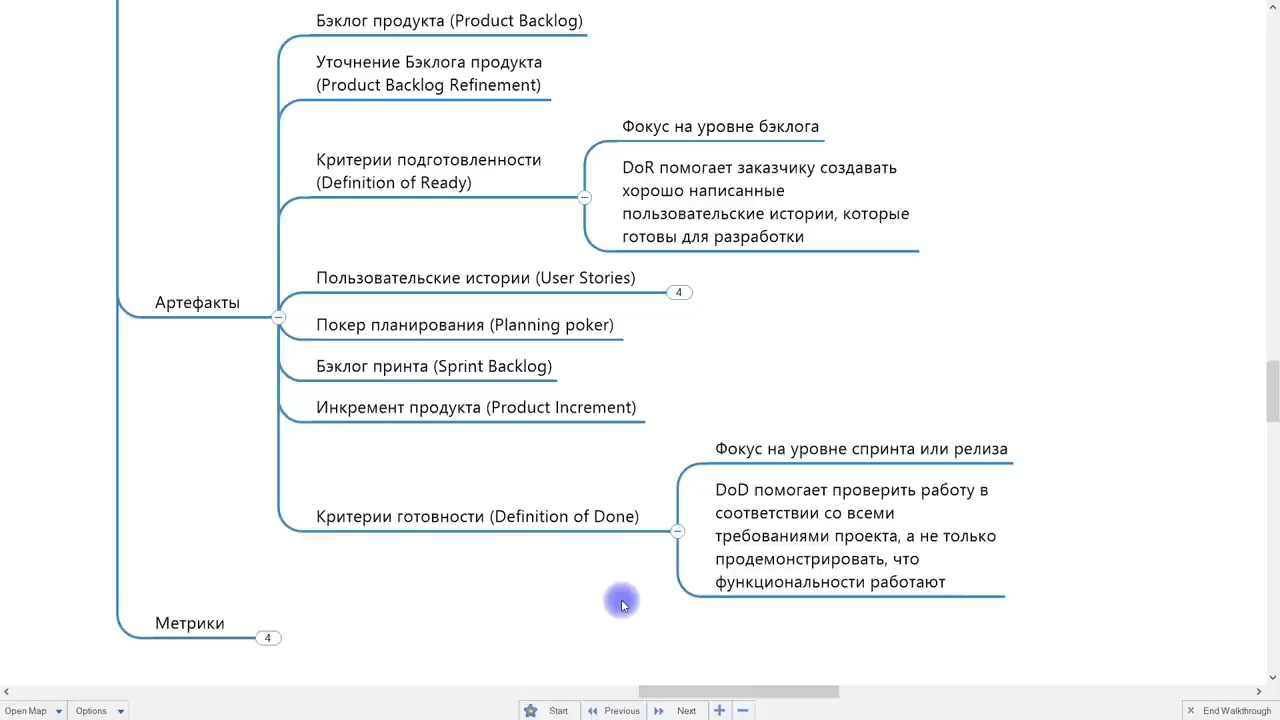 Бэклог продукта (Product Backlog)
Уточнение Бэклога продукта
(Product Backlog Refinement)
Фокус на уровне бэклога
Критерии подготовленности
(Definition of Ready)
DoR помогает заказчику создавать
хорошо написанные
пользовательские истории, которые
готовы для разработки
Пользовательские истории (User Stories)
4
Артефакты
Покер планирования (Planning poker)
Бэклог принта (Sprint Backlog)
Инкремент продукта (Product Increment)
Фокус на уровне спринта или релиза
Критерии готовности (Definition of Done)
DoD помогает проверить работу в
соответствии со всеми
требованиями проекта, а не только
продемонстрировать, что
функциональности работают
Метрики
4
Open Map
Options
Start
Previous
Next
End Walkthrough